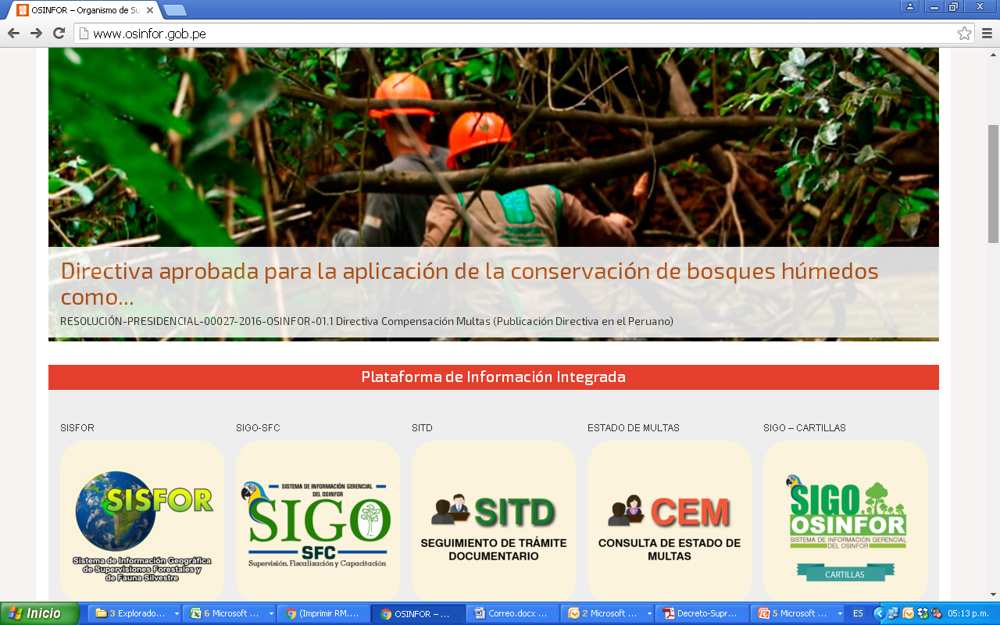 OSINFOR – Organismo de Su
www.osinfor.gob.pe
Directiva aprobada para la aplicación de la conservación de bosques húmedos
como...
RESOLUCIÓN-PRESIDENCIAL-00027-2016-OSINFOR-01.1 Directiva Compensación Multas (Publicación Directiva en el Peruano)
Plataforma de Información Integrada
SISFOR
SIGO-SFC
SITD
ESTADO DE MULTAS
SIGO – CARTILLAS
SISFOR
Sistema de Información Geográfica
de Supervisiones Forestales y
de Fauna Silvestre
SISTEMA DE INFORMACIÓN GERENCIAL
DEL OSINFOR
SIGO
SFC
Supervisión, Fiscalización y Capacitación
SITD
SEGUIMIENTO DE TRÁMITE
DOCUMENTARIO
CEM
CONSULTA DE ESTADO DE
MULTAS
SIGO
OSINFOR
SISTEMA DE INFORMACIÓN GERENCIAL
DEL OSINFOR
CARTILLAS
Inicio
3 Explorado...
6 Microsoft ...
(Imprimir RM....
OSINFOR – ...
Correo.docx ...
2 Microsoft ...
Decreto-Supr...
5 Microsoft ...
ES
05:13 p.m.